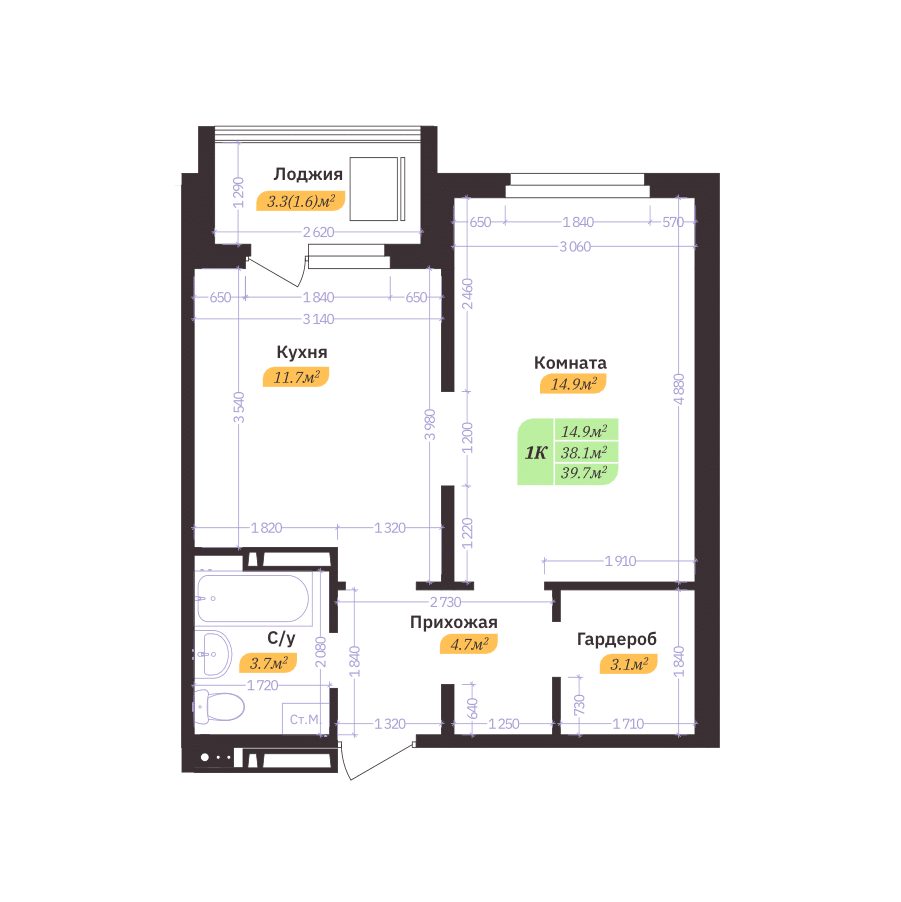 Лоджия
3.3(1.6)м²
1 290
2 620
650
1 840
570
3 060
650
1 840
650
3 140
2 460
Кухня
11.7м²
Комната
14.9м²
3 540
3 980
1 200
4 880
1К
14.9м²
38.1м²
39.7м²
1 820
1 320
1 220
1 910
2 730
Прихожая
4.7м²
С/у
3.7м²
Гардероб
3.1м²
2 080
1 840
1 840
1 720
640
730
Ст.М.
1 320
1 250
1 710